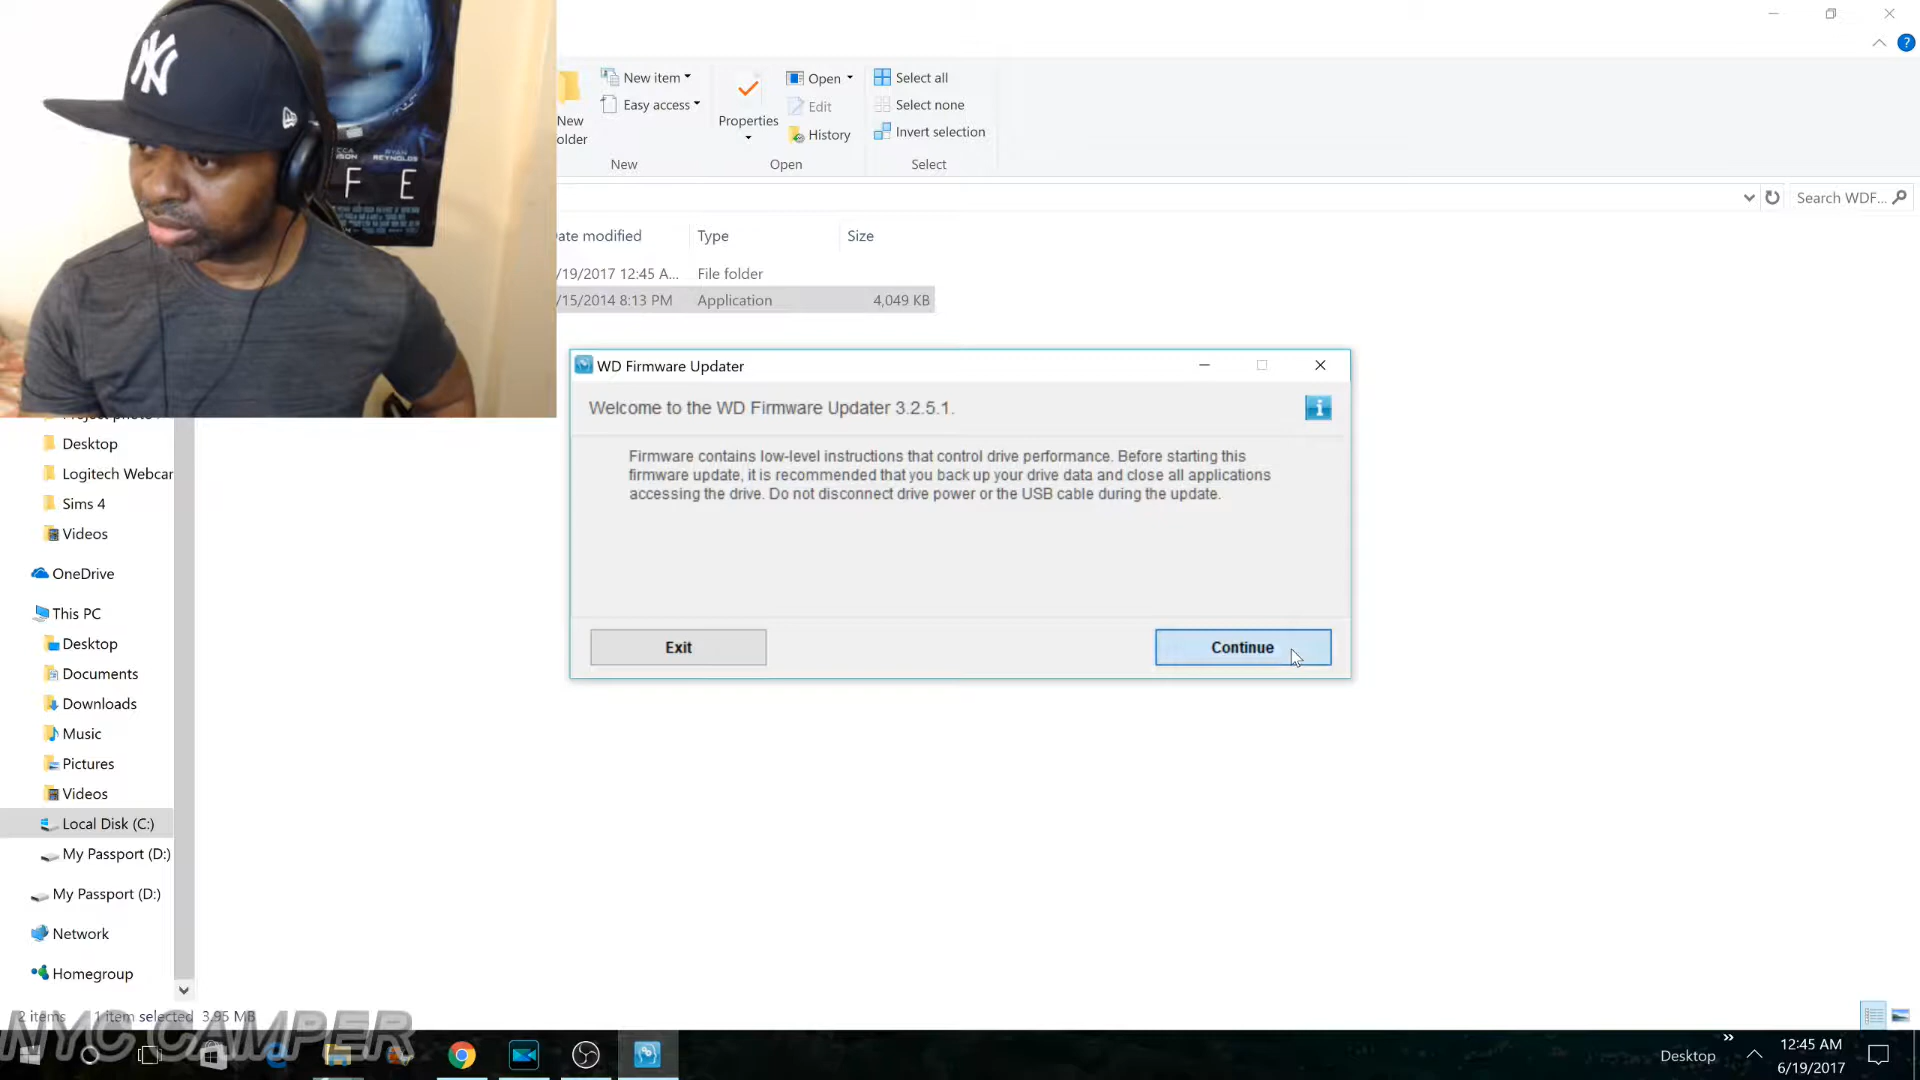 NY
CCA
SON
RYAN
REYNOLDS
F E
New item
Easy access
New
older
New
Properties
Open
Edit
History
Open
Select all
Select none
Invert selection
Select
Search WDF...
ate modified
Type
Size
/19/2017 12:45 A...
File folder
/15/2014 8:13 PM
Application
4,049 KB
WD Firmware Updater
Welcome to the WD Firmware Updater 3.2.5.1.
Firmware contains low-level instructions that control drive performance. Before starting this
firmware update, it is recommended that you back up your drive data and close all applications
accessing the drive. Do not disconnect drive power or the USB cable during the update.
Exit
Continue
Project photo
Desktop
Logitech Webcar
Sims 4
Videos
OneDrive
This PC
Desktop
Documents
Downloads
Music
Pictures
Videos
Local Disk (C:)
My Passport (D:)
My Passport (D:)
Network
Homegroup
2 items
1 item selected 3.95 MB
NYC CAMPER
Desktop
12:45 AM
6/19/2017